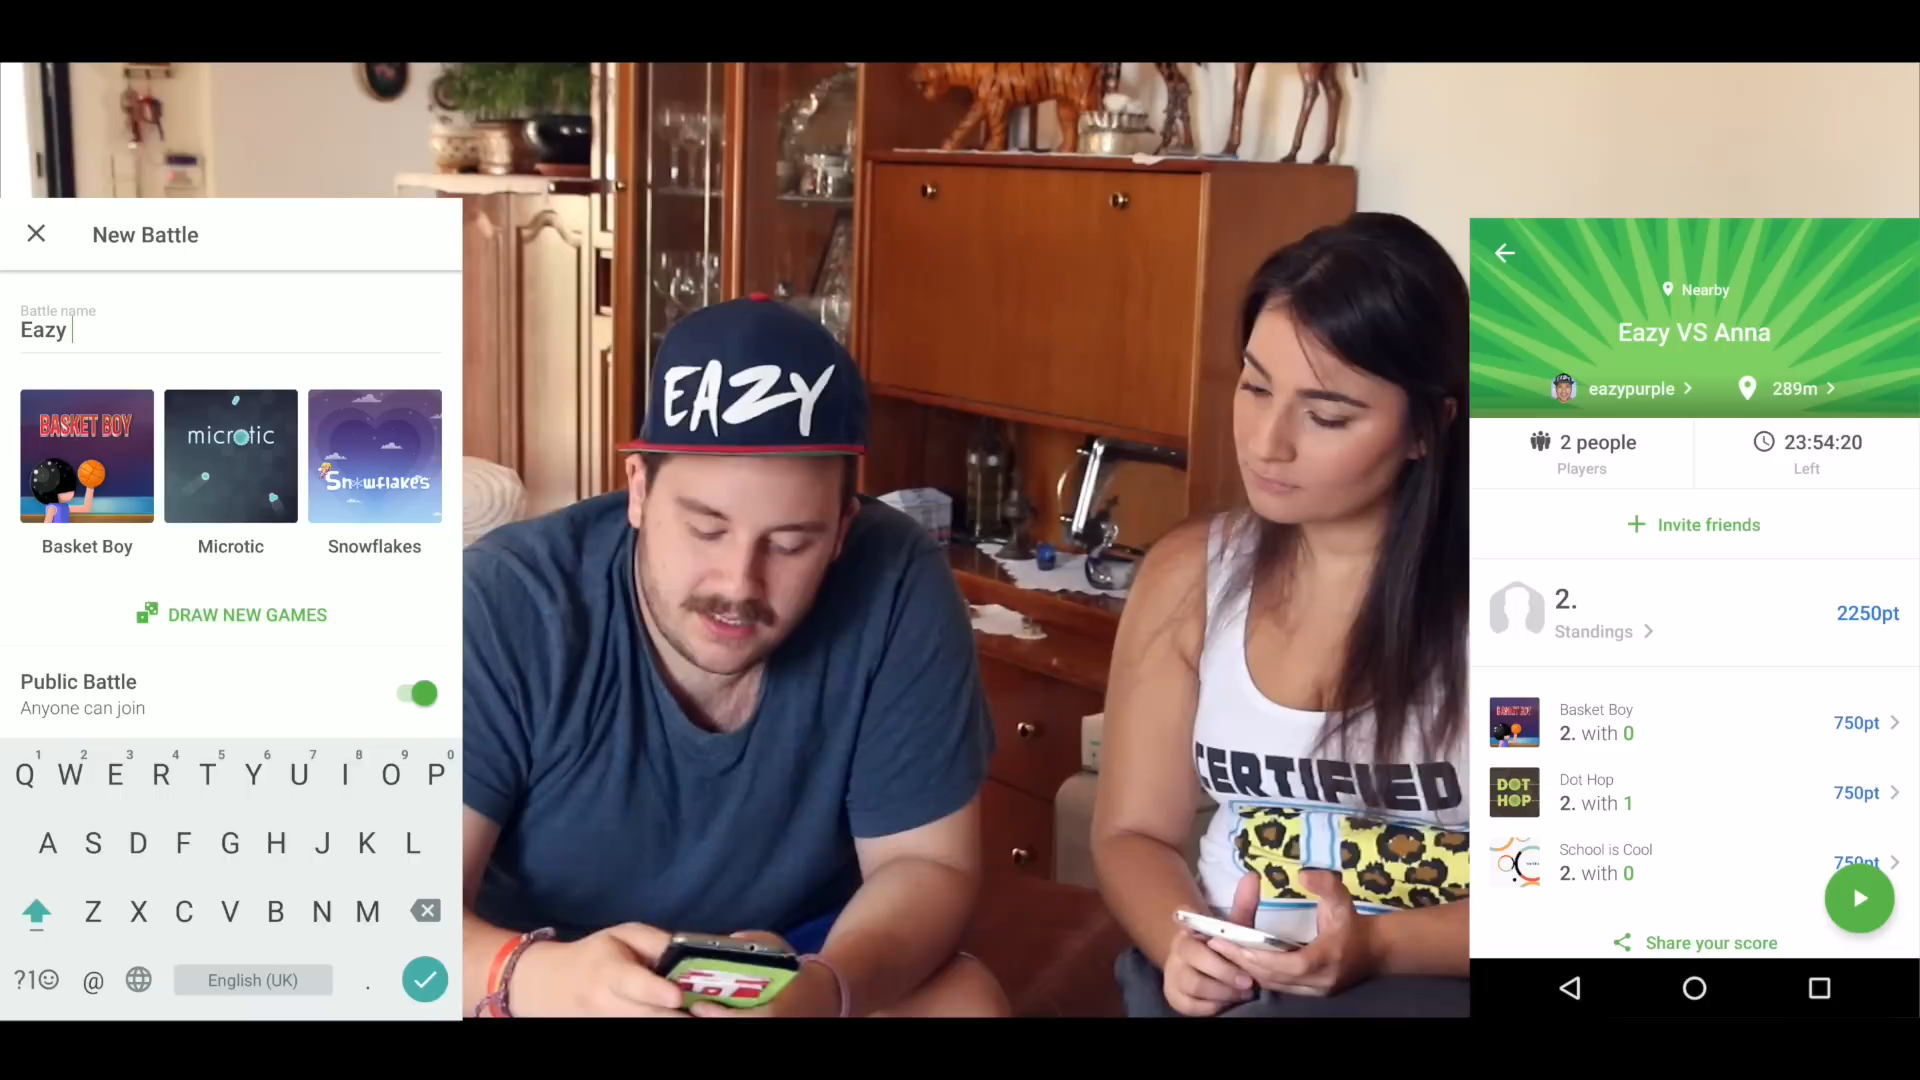 New Battle
Battle name
Eazy
BASKET BOY
microtic
Snowflakes
Basket Boy
Microtic
Snowflakes
DRAW NEW GAMES
Public Battle
Anyone can join
1 2 3 4 5 6 7 8 9 0
Q W E R T Y U I O P
A S D F G H J K L
Z X C V B N M
?1☺ @ English (UK) .
EAZY
CERTIFIED
Nearby
Eazy VS Anna
eazypurple > 289m >
2 people
Players
23:54:20
Left
+ Invite friends
2.
Standings >
2250pt
BASKET BOY
Basket Boy
2. with 0
750pt >
DOT
HOP
Dot Hop
2. with 1
750pt >
School is Cool
2. with 0
750pt >
Share your score